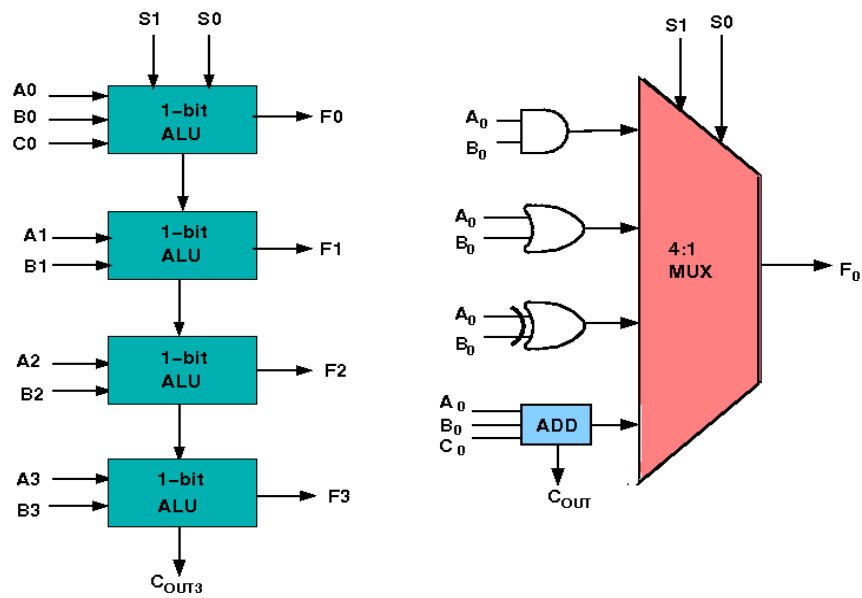 S1 S0
A0
B0
C0
1-bit
ALU
F0
A1
B1
1-bit
ALU
F1
A2
B2
1-bit
ALU
F2
A3
B3
1-bit
ALU
F3
COUT3
S1 S0
A0
B0
A0
B0
A0
B0
A0
B0
C0
ADD
COUT
4:1
MUX
F0